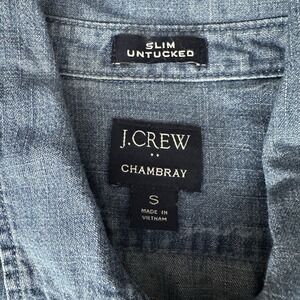 SLIM
UNTUCKED
J.CREW
CHAMBRAY
S
MADE IN
VIETNAM